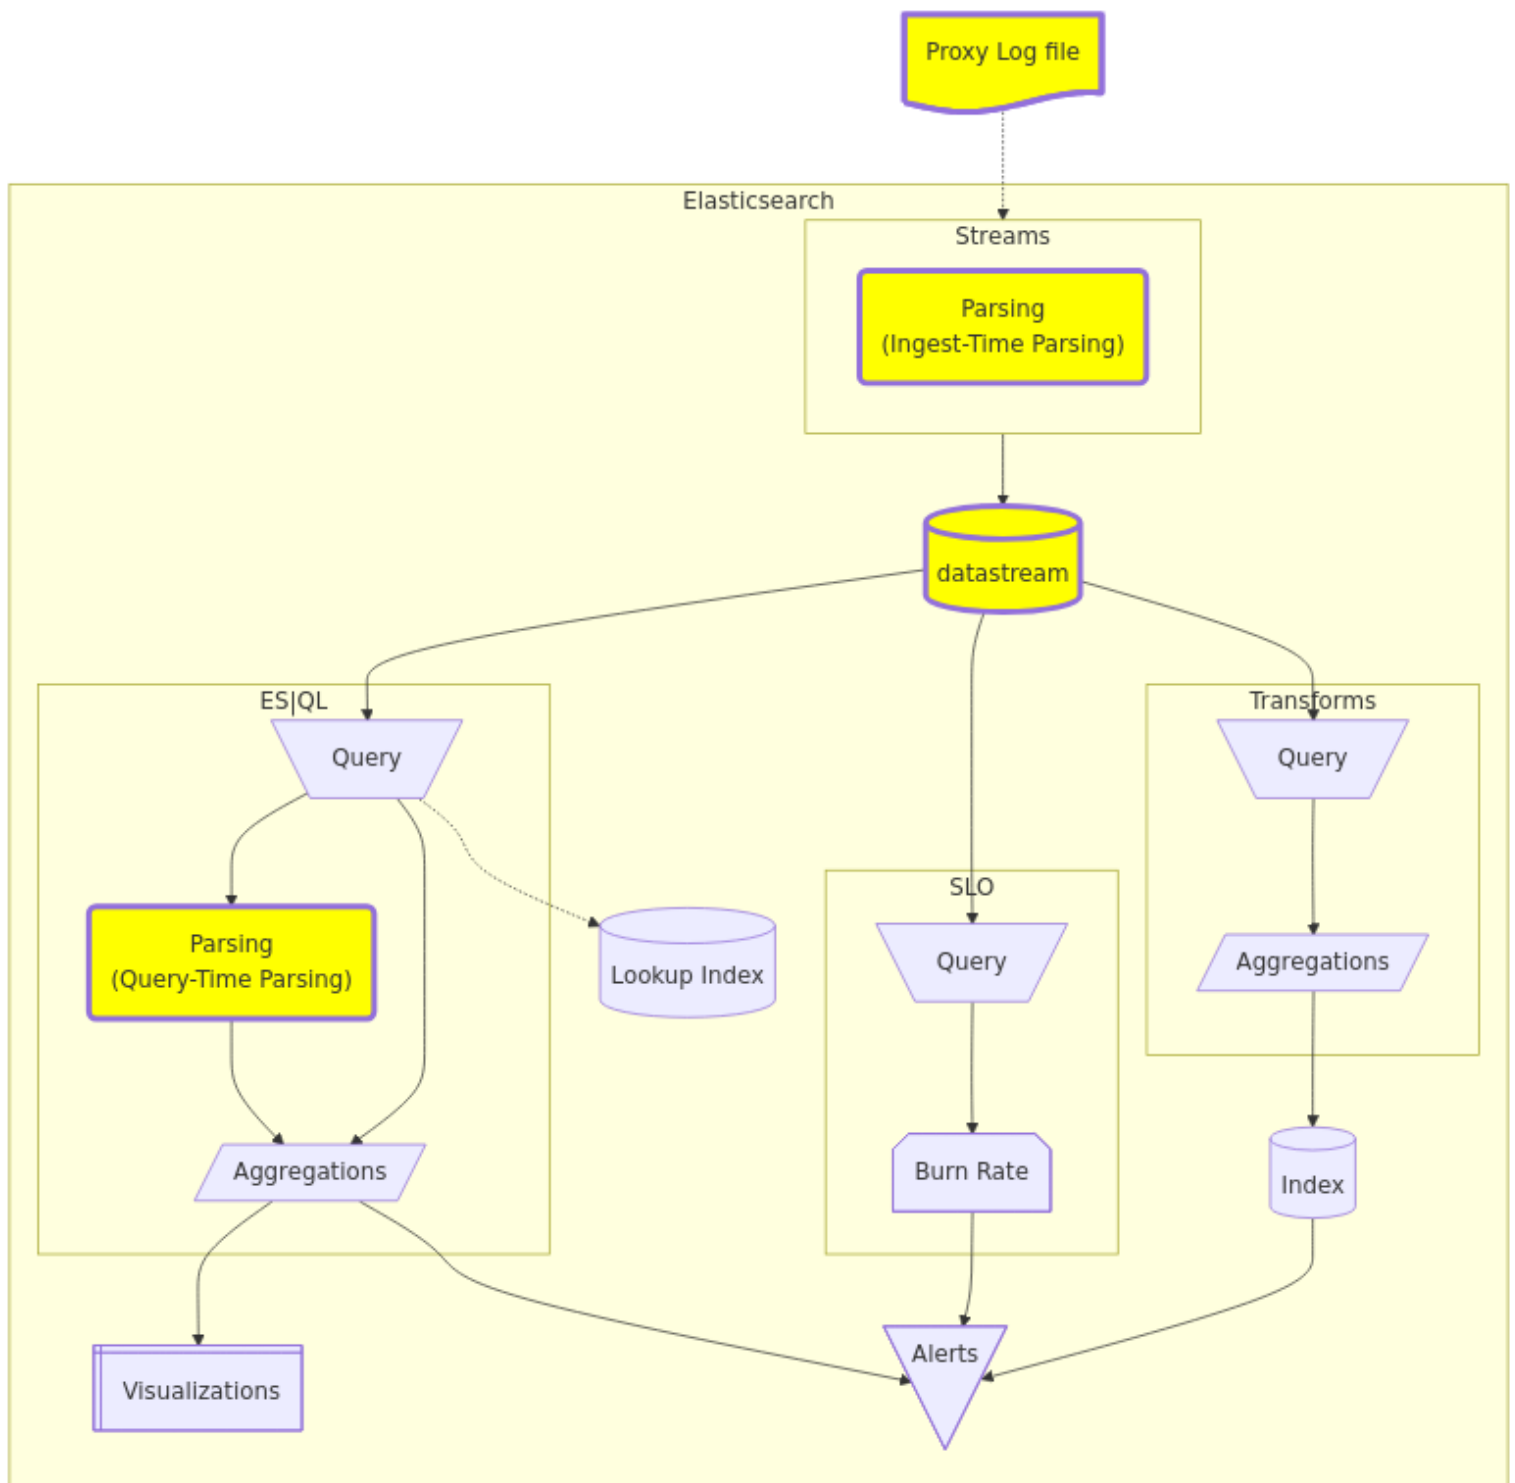 Proxy Log file
Elasticsearch
Streams
Parsing
(Ingest-Time Parsing)
datastream
ES|QL
Query
Parsing
(Query-Time Parsing)
Aggregations
Lookup Index
SLO
Query
Burn Rate
Transforms
Query
Aggregations
Index
Visualizations
Alerts